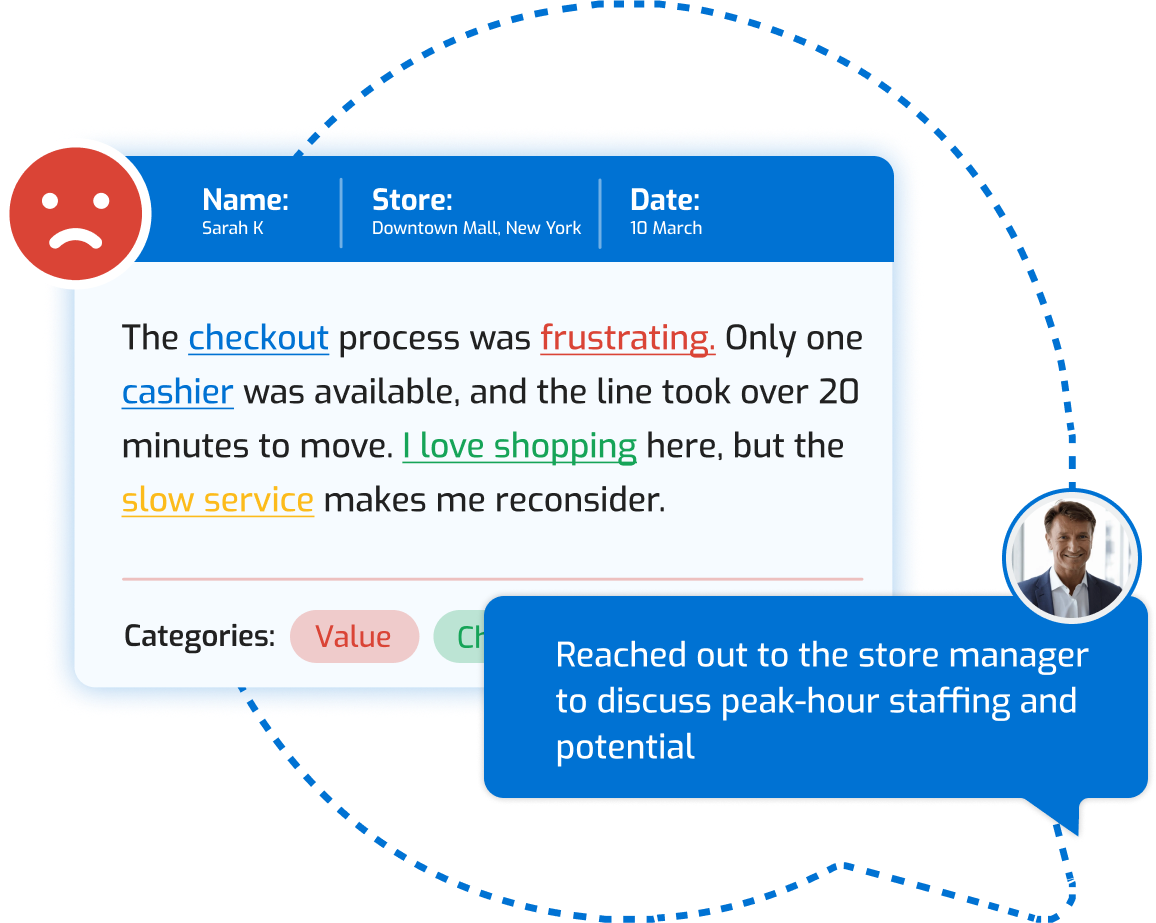 Name: Store: Date:
Sarah K Downtown Mall, New York 10 March
The checkout process was frustrating. Only one
cashier was available, and the line took over 20
minutes to move. I love shopping here, but the
slow service makes me reconsider.
Categories: Value
Reached out to the store manager
to discuss peak-hour staffing and
potential